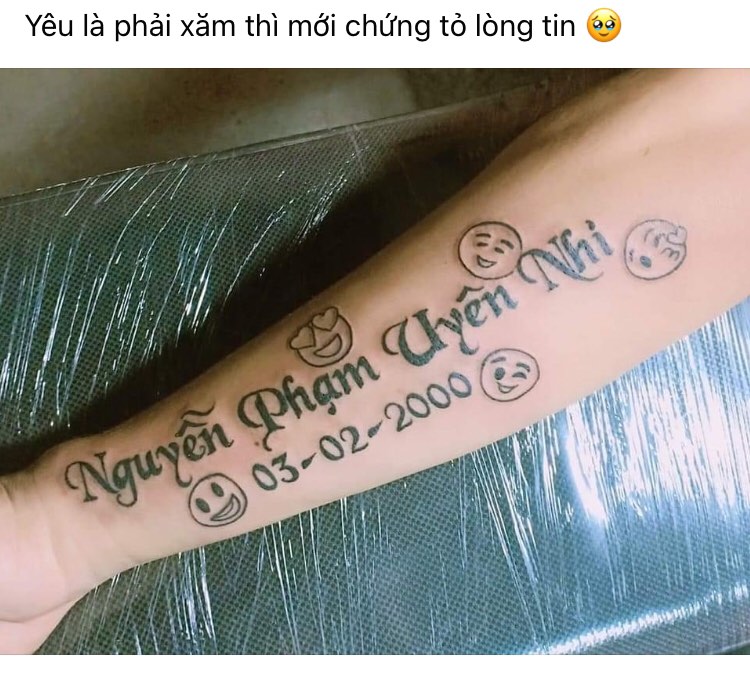 Yêu là phải xăm thì mới chứng tỏ lòng tin 🥹
Nguyễn Phạm Uyên Nhi
03-02-2000